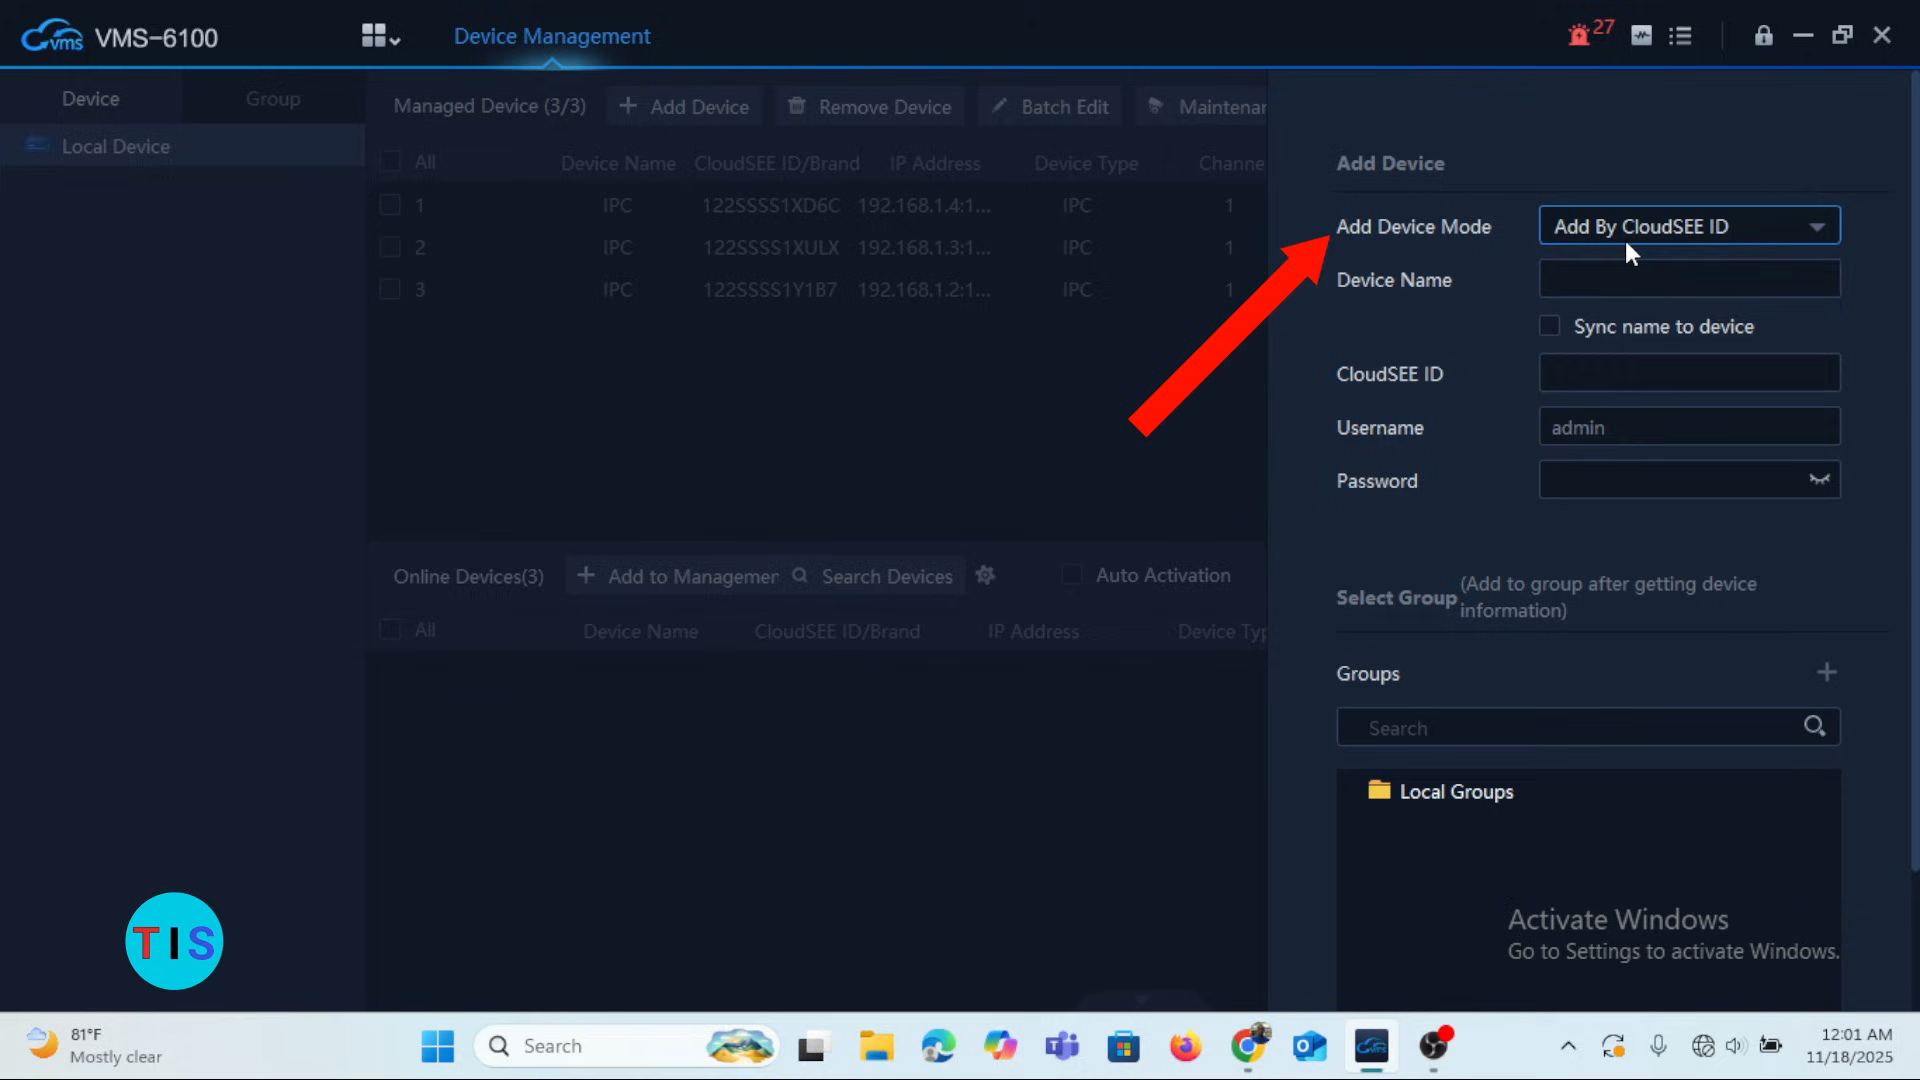 VMS-6100
Device Management
27
Device
Group
Local Device
Managed Device (3/3)
Add Device
Remove Device
Batch Edit
Maintenan
All
Device Name
CloudSEE ID/Brand
IP Address
Device Type
Channe
1
IPC
122SSSS1XD6C
192.168.1.4:1...
IPC
1
2
IPC
122SSSS1XULX
192.168.1.3:1...
IPC
1
3
IPC
122SSSS1Y1B7
192.168.1.2:1...
IPC
1
Online Devices(3)
Add to Managemer
Search Devices
Auto Activation
All
Device Name
CloudSEE ID/Brand
IP Address
Device Typ
Add Device
Add Device Mode
Add By CloudSEE ID
Device Name
Sync name to device
CloudSEE ID
Username
admin
Password
Select Group
(Add to group after getting device
information)
Groups
Search
Local Groups
Activate Windows
Go to Settings to activate Windows.
TIS
81°F
Mostly clear
Search
12:01 AM
11/18/2025